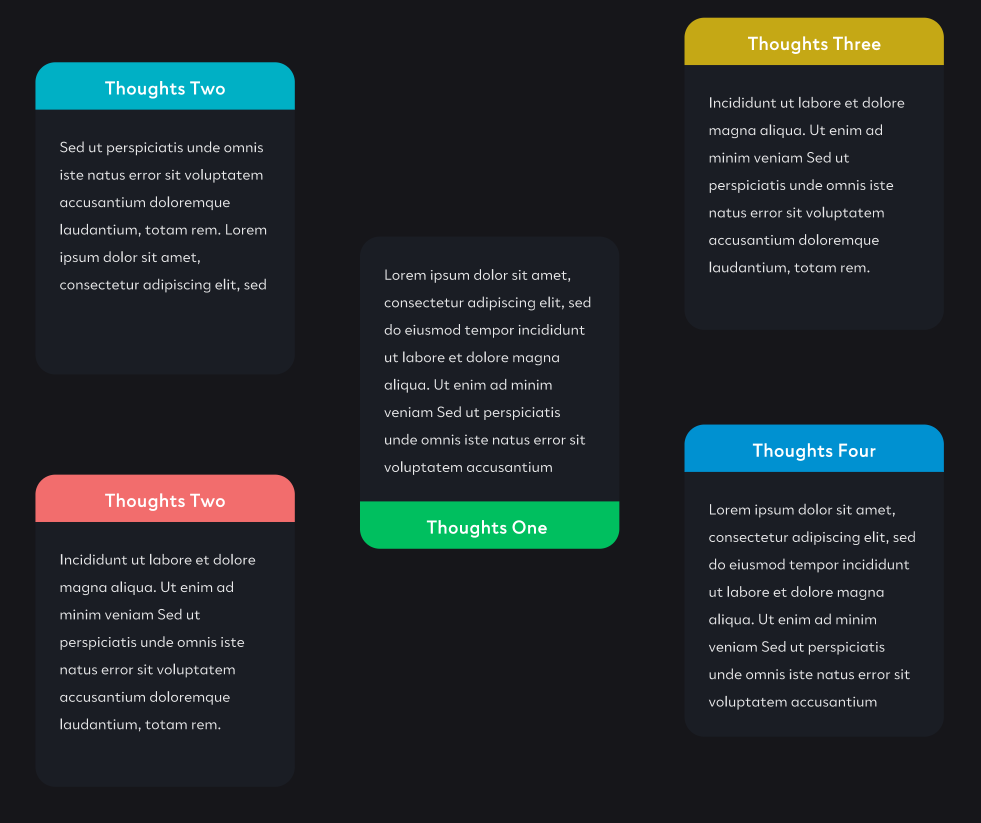 Thoughts Two
Sed ut perspiciatis unde omnis
iste natus error sit voluptatem
accusantium doloremque
laudantium, totam rem. Lorem
ipsum dolor sit amet,
consectetur adipiscing elit, sed
Thoughts Two
Incididunt ut labore et dolore
magna aliqua. Ut enim ad
minim veniam Sed ut
perspiciatis unde omnis iste
natus error sit voluptatem
accusantium doloremque
laudantium, totam rem.
Lorem ipsum dolor sit amet,
consectetur adipiscing elit, sed
do eiusmod tempor incididunt
ut labore et dolore magna
aliqua. Ut enim ad minim
veniam Sed ut perspiciatis
unde omnis iste natus error sit
voluptatem accusantium
Thoughts One
Thoughts Three
Incididunt ut labore et dolore
magna aliqua. Ut enim ad
minim veniam Sed ut
perspiciatis unde omnis iste
natus error sit voluptatem
accusantium doloremque
laudantium, totam rem.
Thoughts Four
Lorem ipsum dolor sit amet,
consectetur adipiscing elit, sed
do eiusmod tempor incididunt
ut labore et dolore magna
aliqua. Ut enim ad minim
veniam Sed ut perspiciatis
unde omnis iste natus error sit
voluptatem accusantium